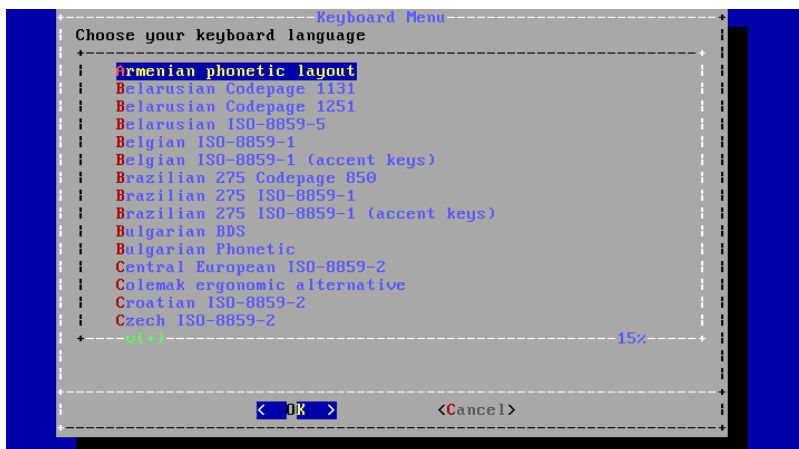 Keyboard Menu
Choose your keyboard language
Armenian phonetic layout
Belarusian Codepage 1131
Belarusian Codepage 1251
Belarusian ISO-8859-5
Belgian ISO-8859-1
Belgian ISO-8859-1 (accent keys)
Brazilian 275 Codepage 850
Brazilian 275 ISO-8859-1
Brazilian 275 ISO-8859-1 (accent keys)
Bulgarian BDS
Bulgarian Phonetic
Central European ISO-8859-2
Colemak ergonomic alternative
Croatian ISO-8859-2
Czech ISO-8859-2
v(+) 15%
< OK > <Cancel>